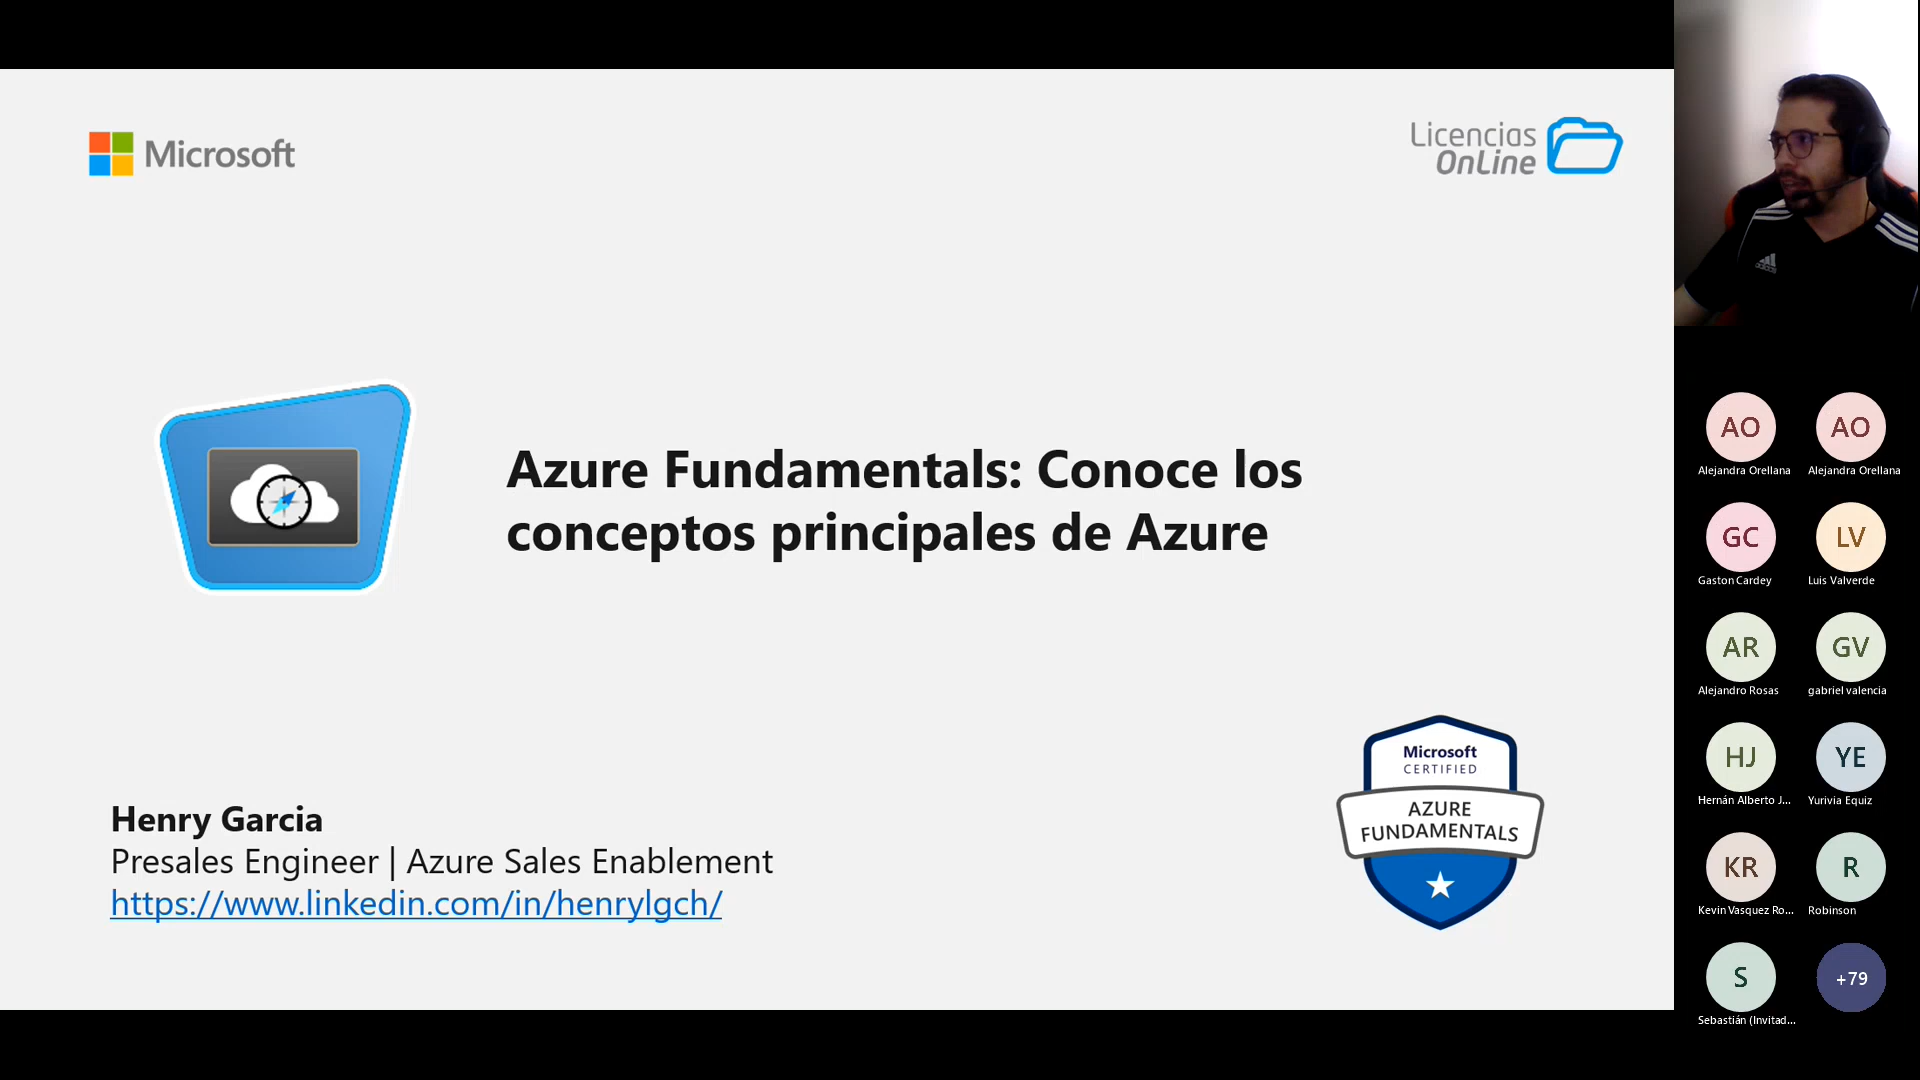 Microsoft
Licencias
OnLine
Azure Fundamentals: Conoce los
conceptos principales de Azure
Henry Garcia
Presales Engineer | Azure Sales Enablement
https://www.linkedin.com/in/henrylgch/
Microsoft
CERTIFIED
AZURE
FUNDAMENTALS
adidas
AO
AO
Alejandra Orellana
Alejandra Orellana
GC
LV
Gaston Cardey
Luis Valverde
AR
GV
Alejandro Rosas
gabriel valencia
HJ
YE
Hernán Alberto J...
Yurivia Equiz
KR
R
Kevin Vasquez Ro...
Robinson
S
+79
Sebastián (Invitad...